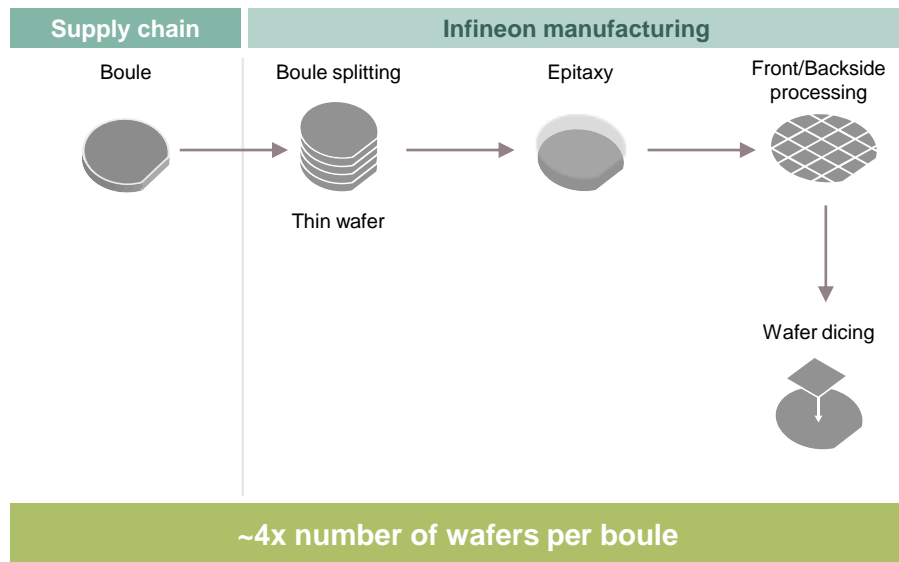 Supply chain
Infineon manufacturing
Boule
Boule splitting
Epitaxy
Front/Backside
processing
Thin wafer
Wafer dicing
~4x number of wafers per boule